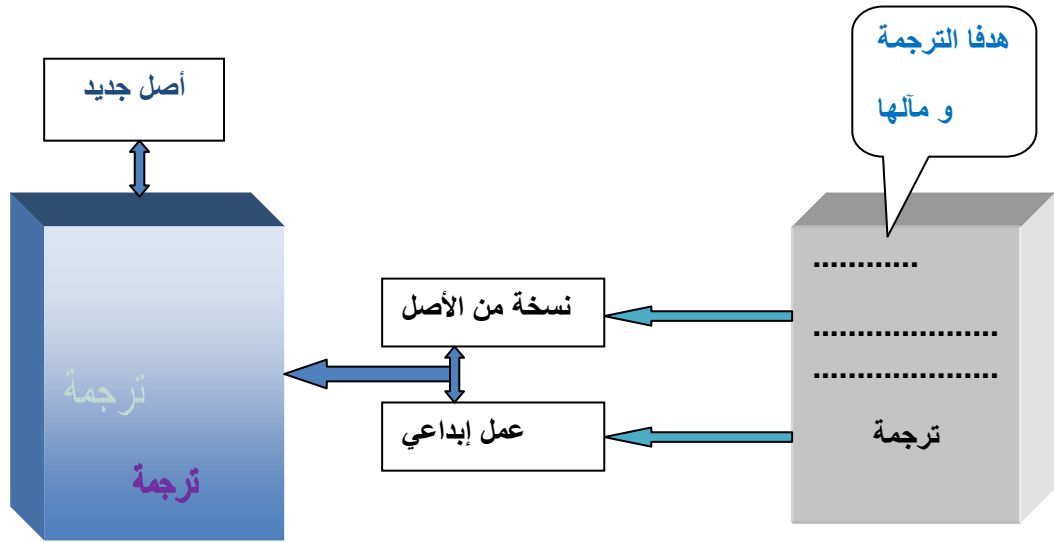 هدفا الترجمة
و مآلها
أصل جديد
............
.....................
.....................
ترجمة
نسخة من الأصل
عمل إبداعي
ترجمة
ترجمة